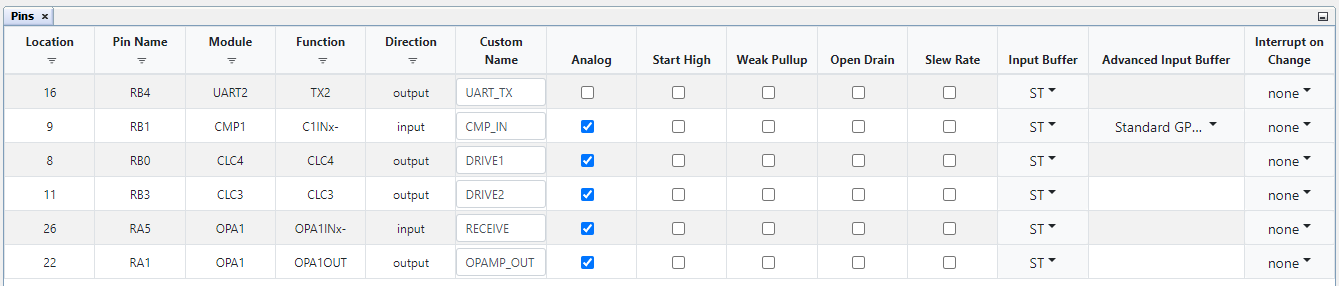 Pins ×
Location Pin Name Module Function Direction Custom Name Analog Start High Weak Pullup Open Drain Slew Rate Input Buffer Advanced Input Buffer Interrupt on Change
16 RB4 UART2 TX2 output UART_TX ST none
9 RB1 CMP1 C1INx- input CMP_IN ST Standard GP... none
8 RB0 CLC4 CLC4 output DRIVE1 ST none
11 RB3 CLC3 CLC3 output DRIVE2 ST none
26 RA5 OPA1 OPA1INx- input RECEIVE ST none
22 RA1 OPA1 OPA1OUT output OPAMP_OUT ST none